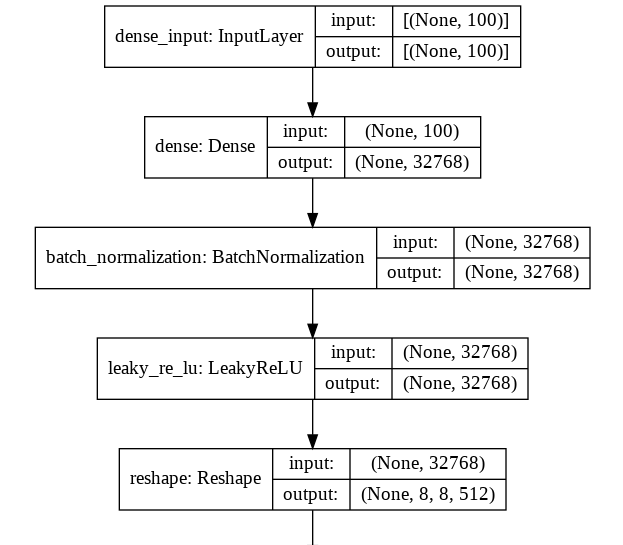 dense_input: InputLayer
input:
[(None, 100)]
output:
[(None, 100)]
dense: Dense
input:
(None, 100)
output:
(None, 32768)
batch_normalization: BatchNormalization
input:
(None, 32768)
output:
(None, 32768)
leaky_re_lu: LeakyReLU
input:
(None, 32768)
output:
(None, 32768)
reshape: Reshape
input:
(None, 32768)
output:
(None, 8, 8, 512)